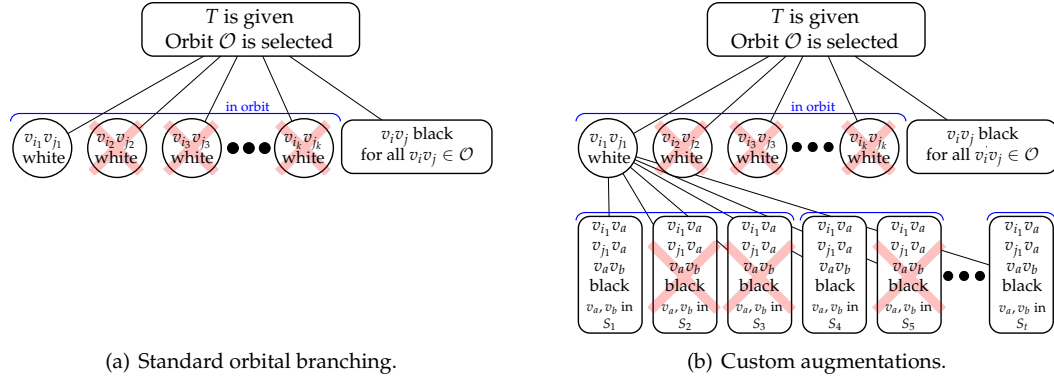 T is given
Orbit 𝒪 is selected
in orbit
v_{i_1}v_{j_1} white
v_{i_2}v_{j_2} white
v_{i_3}v_{j_3} white
v_{i_k}v_{j_k} white
v_iv_j black
for all v_iv_j ∈ 𝒪
(a) Standard orbital branching.
T is given
Orbit 𝒪 is selected
in orbit
v_{i_1}v_{j_1} white
v_{i_2}v_{j_2} white
v_{i_3}v_{j_3} white
v_{i_k}v_{j_k} white
v_iv_j black
for all v_iv_j ∈ 𝒪
v_{i_1}v_a
v_{j_1}v_a
v_av_b
black
v_a, v_b in
S_1
v_{i_1}v_a
v_{j_1}v_a
v_av_b
black
v_a, v_b in
S_2
v_{i_1}v_a
v_{j_1}v_a
v_av_b
black
v_a, v_b in
S_3
v_{i_1}v_a
v_{j_1}v_a
v_av_b
black
v_a, v_b in
S_4
v_{i_1}v_a
v_{j_1}v_a
v_av_b
black
v_a, v_b in
S_5
v_{i_1}v_a
v_{j_1}v_a
v_av_b
black
v_a, v_b in
S_t
(b) Custom augmentations.